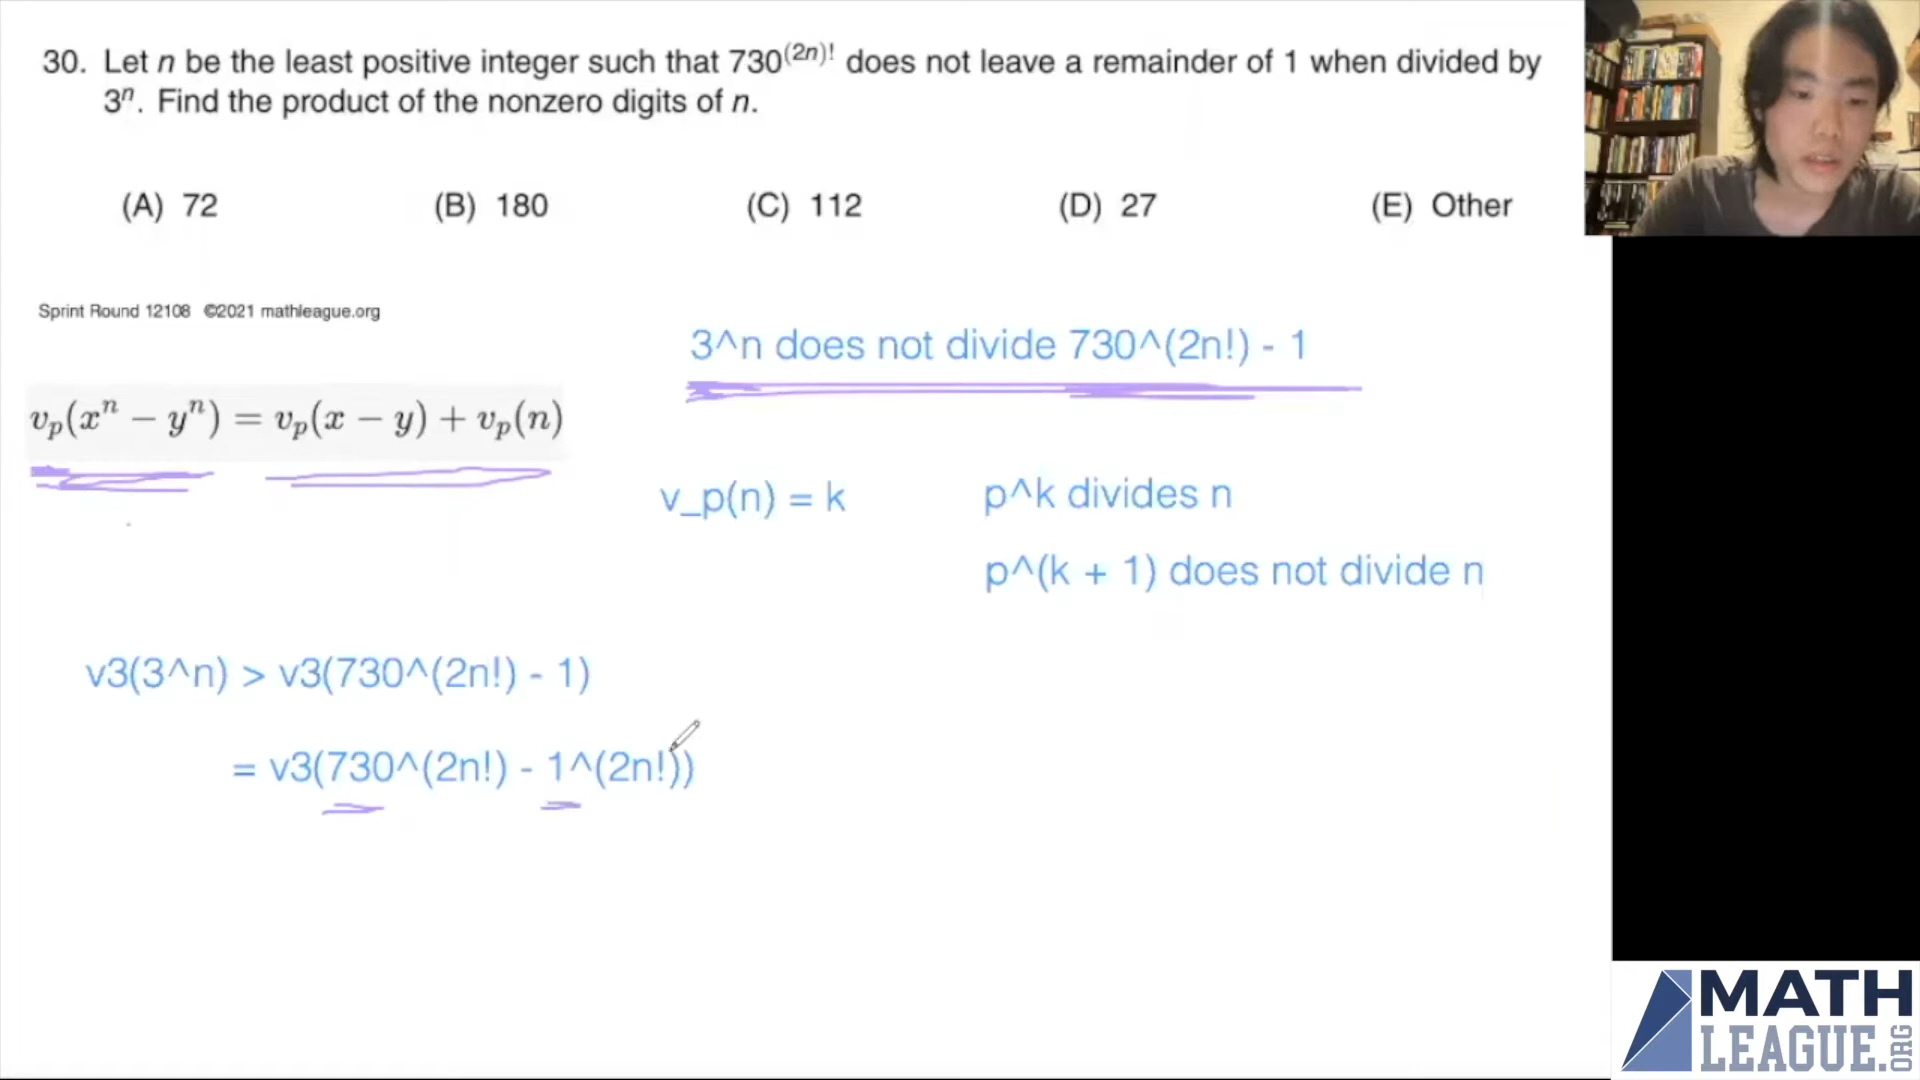 30. Let n be the least positive integer such that 730^{(2n)!} does not leave a remainder of 1 when divided by
3^n. Find the product of the nonzero digits of n.
(A) 72 (B) 180 (C) 112 (D) 27 (E) Other
Sprint Round 12108 ©2021 mathleague.org
3^n does not divide 730^(2n!) - 1
v_p(x^n − y^n) = v_p(x − y) + v_p(n)
v_p(n) = k p^k divides n
p^(k + 1) does not divide n
v3(3^n) > v3(730^(2n!) - 1)
= v3(730^(2n!) - 1^(2n!))
MATH
LEAGUE.ORG